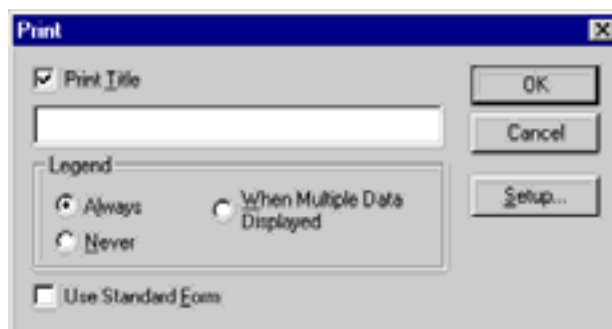 Print
Print Title
OK
Cancel
Legend
Always
When Multiple Data
Displayed
Never
Setup...
Use Standard Form